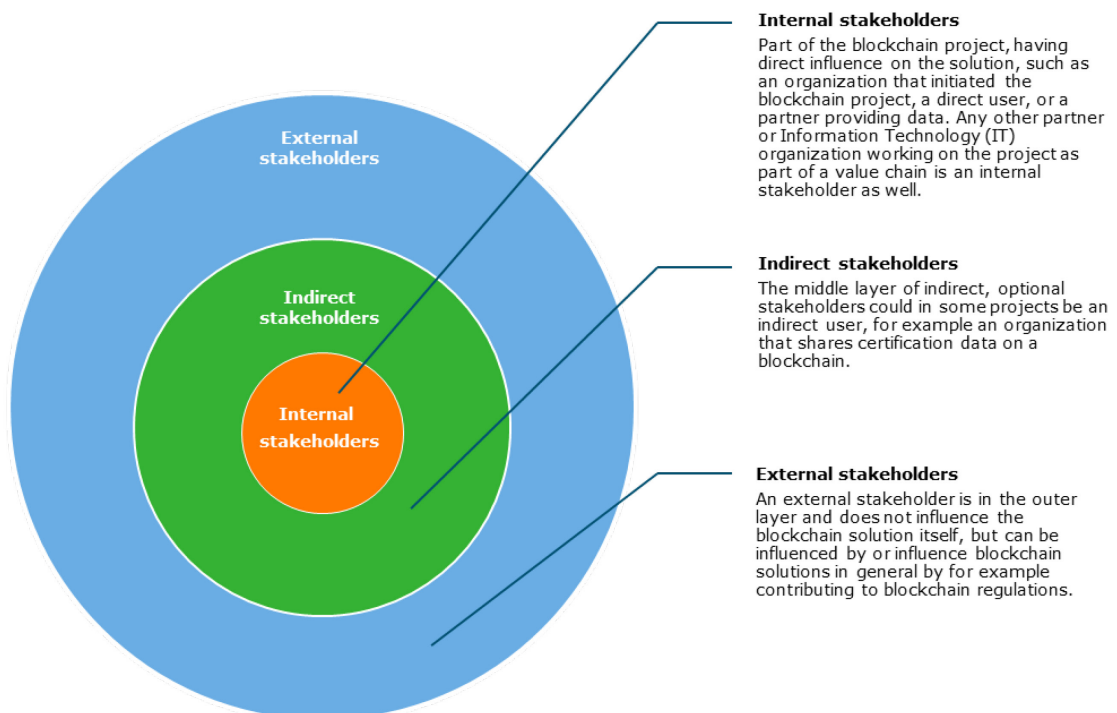 External
stakeholders
Indirect
stakeholders
Internal
stakeholders
Internal stakeholders
Part of the blockchain project, having
direct influence on the solution, such as
an organization that initiated the
blockchain project, a direct user, or a
partner providing data. Any other partner
or Information Technology (IT)
organization working on the project as
part of a value chain is an internal
stakeholder as well.
Indirect stakeholders
The middle layer of indirect, optional
stakeholders could in some projects be an
indirect user, for example an organization
that shares certification data on a
blockchain.
External stakeholders
An external stakeholder is in the outer
layer and does not influence the
blockchain solution itself, but can be
influenced by or influence blockchain
solutions in general by for example
contributing to blockchain regulations.